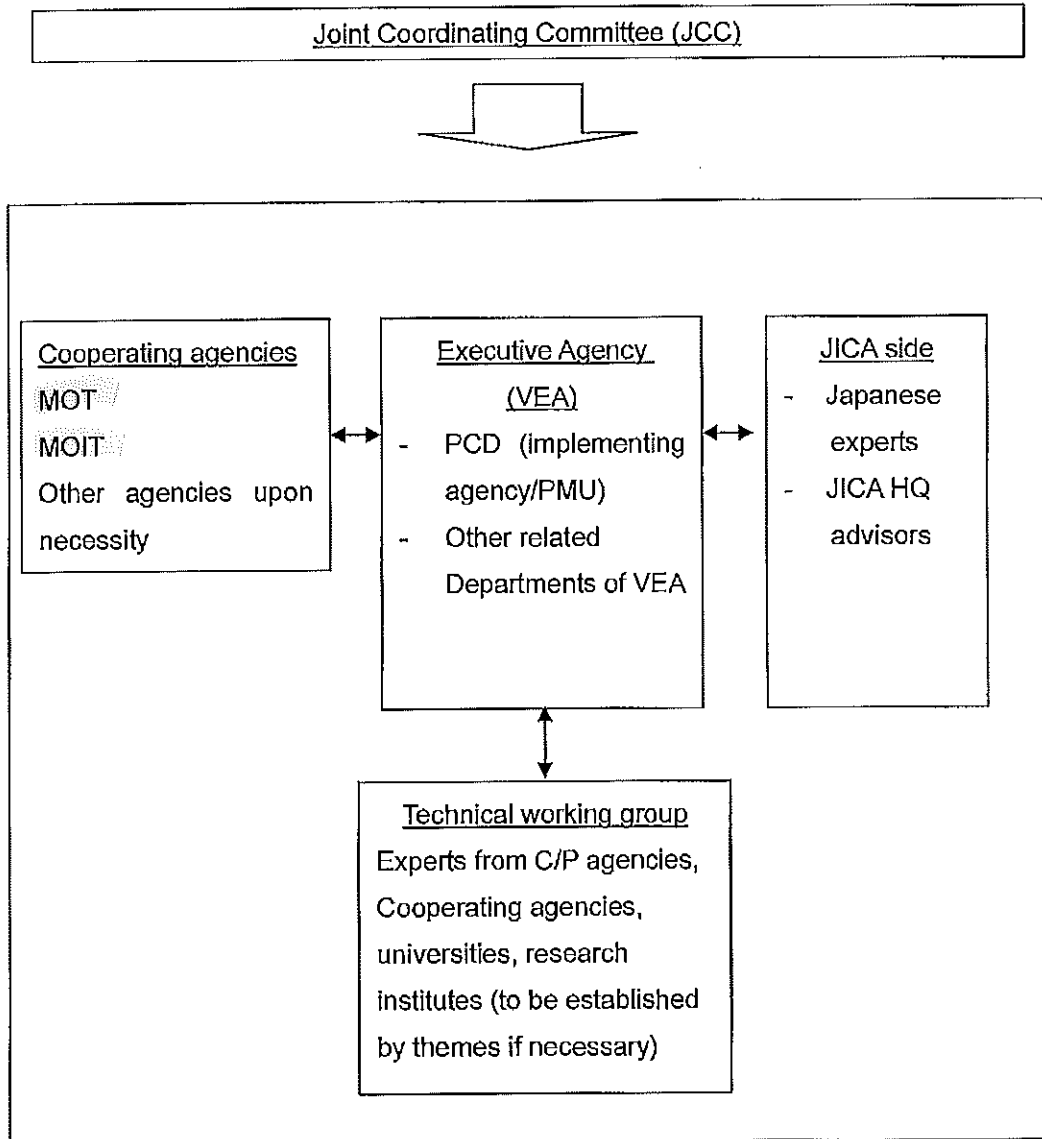 Joint Coordinating Committee (JCC)
Cooperating agencies
MOT
MOIT
Other agencies upon
necessity
Executive Agency
(VEA)
- PCD (implementing
agency/PMU)
- Other related
Departments of VEA
JICA side
- Japanese
experts
- JICA HQ
advisors
Technical working group
Experts from C/P agencies,
Cooperating agencies,
universities, research
institutes (to be established
by themes if necessary)